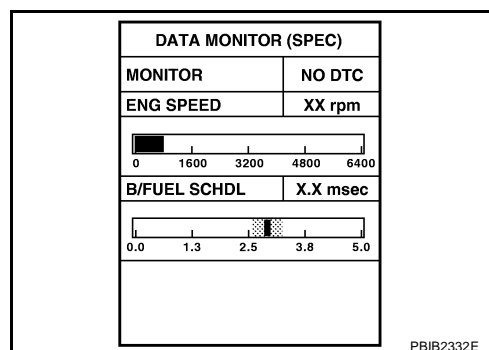 DATA MONITOR (SPEC)
MONITOR NO DTC
ENG SPEED XX rpm
0 1600 3200 4800 6400
B/FUEL SCHDL X.X msec
0.0 1.3 2.5 3.8 5.0
PBIB2332E